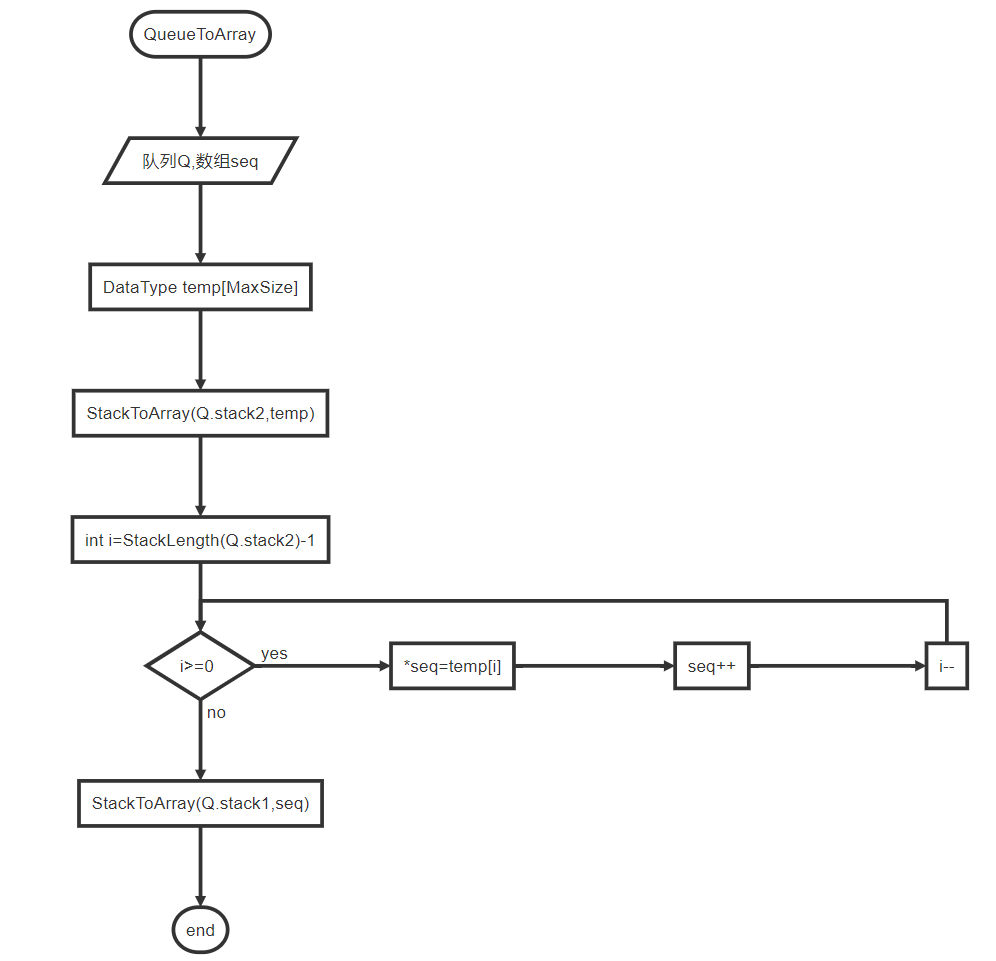 QueueToArray
队列Q,数组seq
DataType temp[MaxSize]
StackToArray(Q.stack2,temp)
int i=StackLength(Q.stack2)-1
i>=0
yes
*seq=temp[i]
seq++
i--
no
StackToArray(Q.stack1,seq)
end